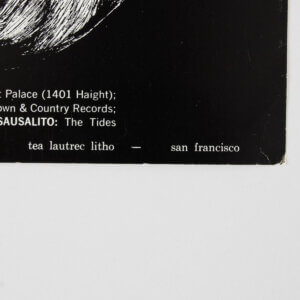 t Palace (1401 Haight);
own & Country Records;
SAUSALITO: The Tides
tea lautrec litho — san francisco